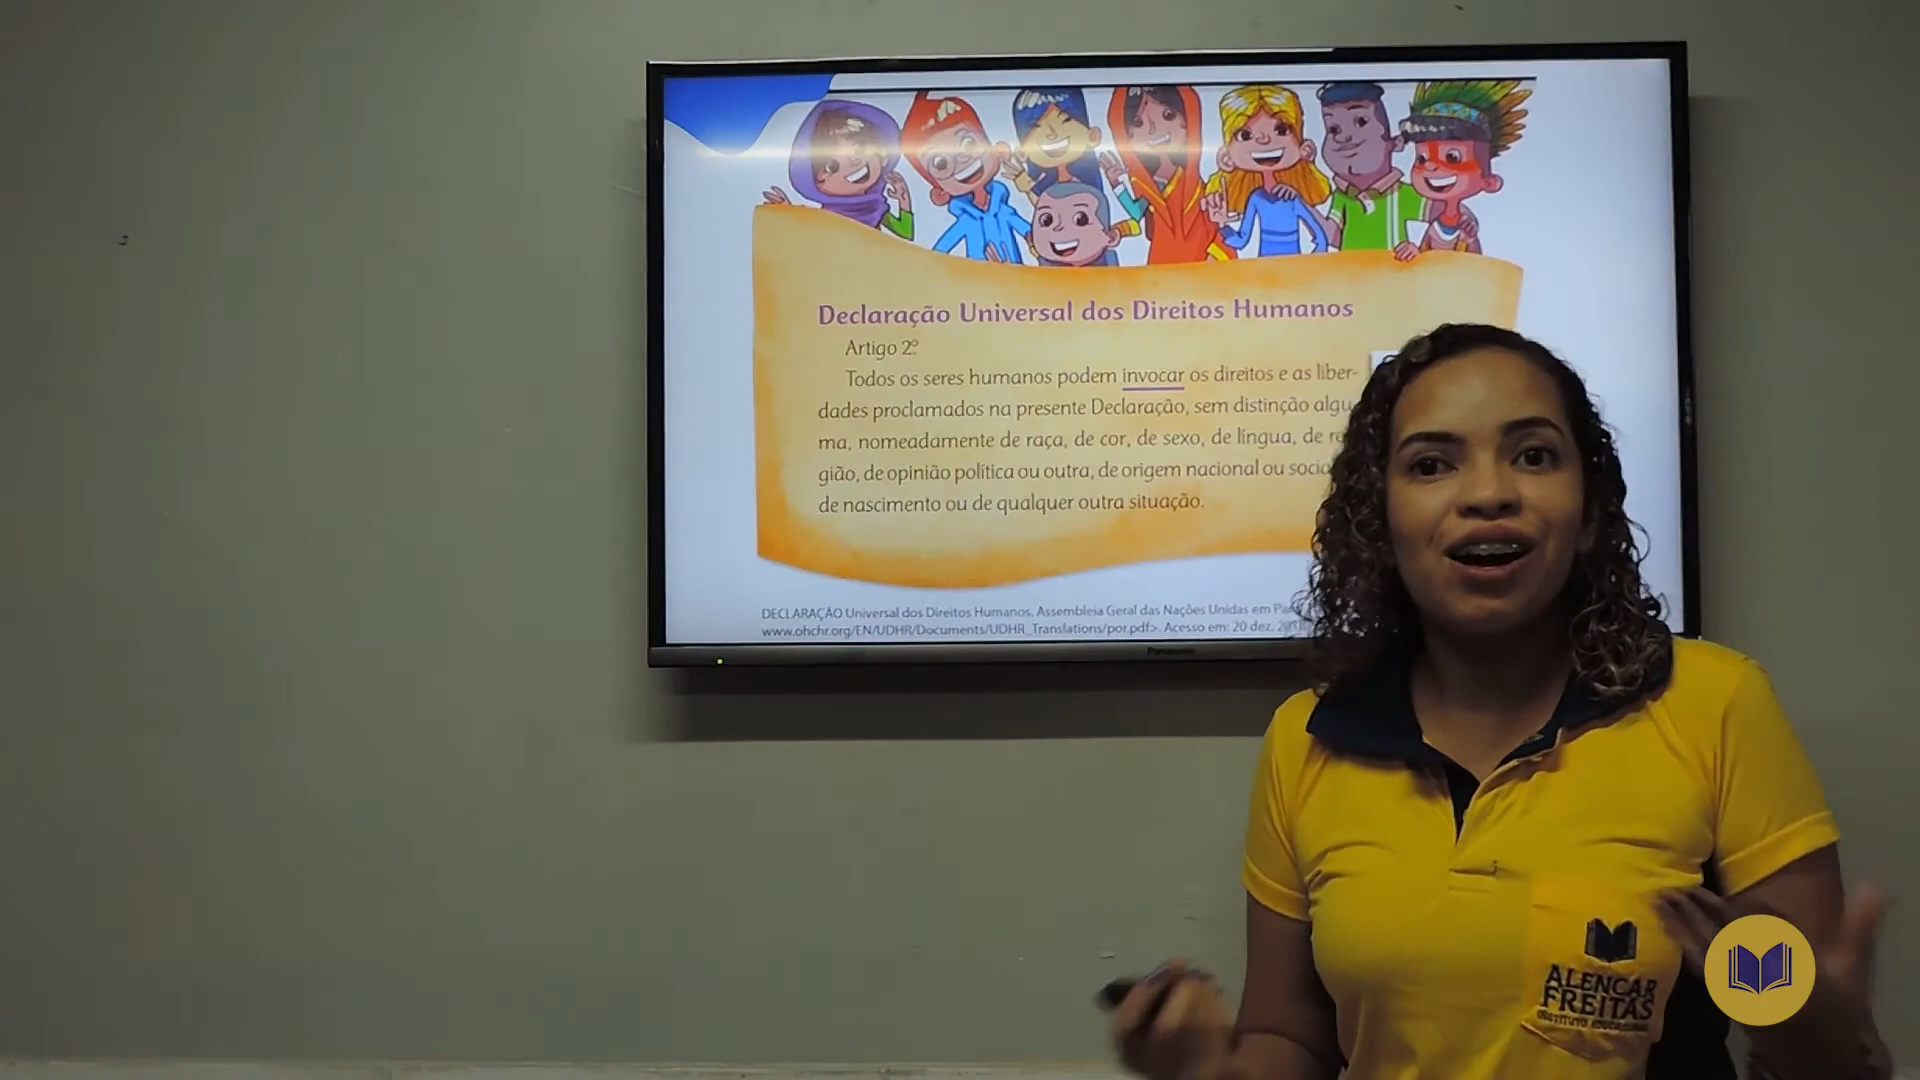 Declaração Universal dos Direitos Humanos
Artigo 2º
Todos os seres humanos podem invocar os direitos e as liber-
dades proclamados na presente Declaração, sem distinção algu
ma, nomeadamente de raça, de cor, de sexo, de língua, de re
gião, de opinião política ou outra, de origem nacional ou socia
de nascimento ou de qualquer outra situação.
DECLARAÇÃO Universal dos Direitos Humanos. Assembleia Geral das Nações Unidas em
www.ohchr.org/EN/UDHR/Documents/UDHR_Translations/por.pdf>. Acesso em: 20 dez.
Panasonic
ALENCAR
FREITAS
INSTITUTO EDUCACIONAL